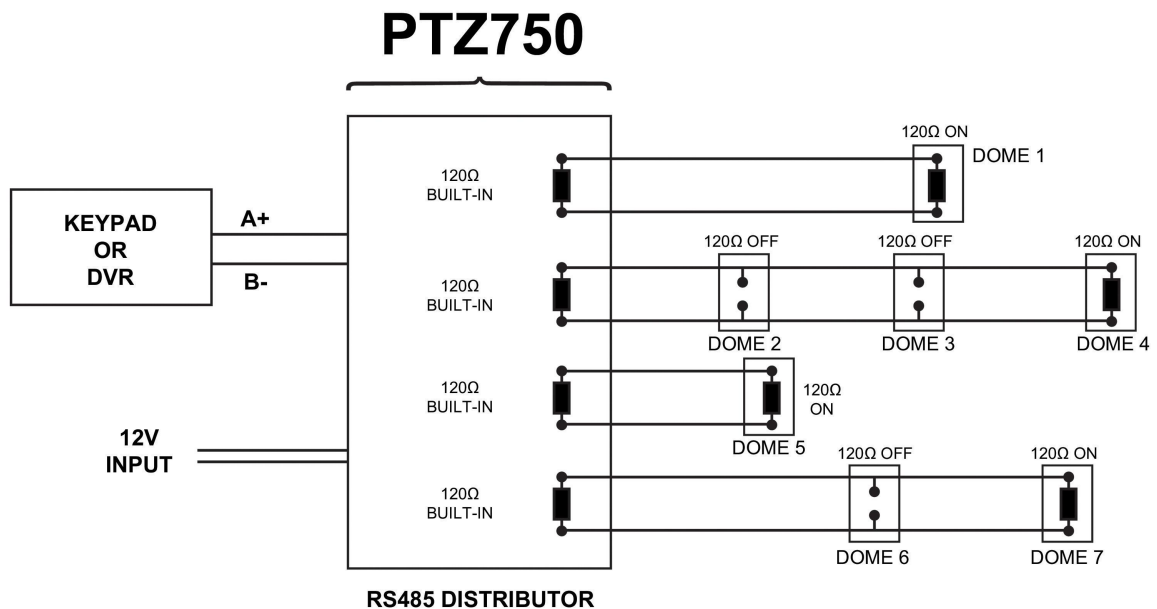 PTZ750
120Ω ON
DOME 1
120Ω
BUILT-IN
KEYPAD
OR
DVR
A+
B-
120Ω OFF
120Ω OFF
120Ω ON
120Ω
BUILT-IN
DOME 2
DOME 3
DOME 4
120Ω
BUILT-IN
120Ω
ON
DOME 5
12V
INPUT
120Ω OFF
120Ω ON
120Ω
BUILT-IN
DOME 6
DOME 7
RS485 DISTRIBUTOR